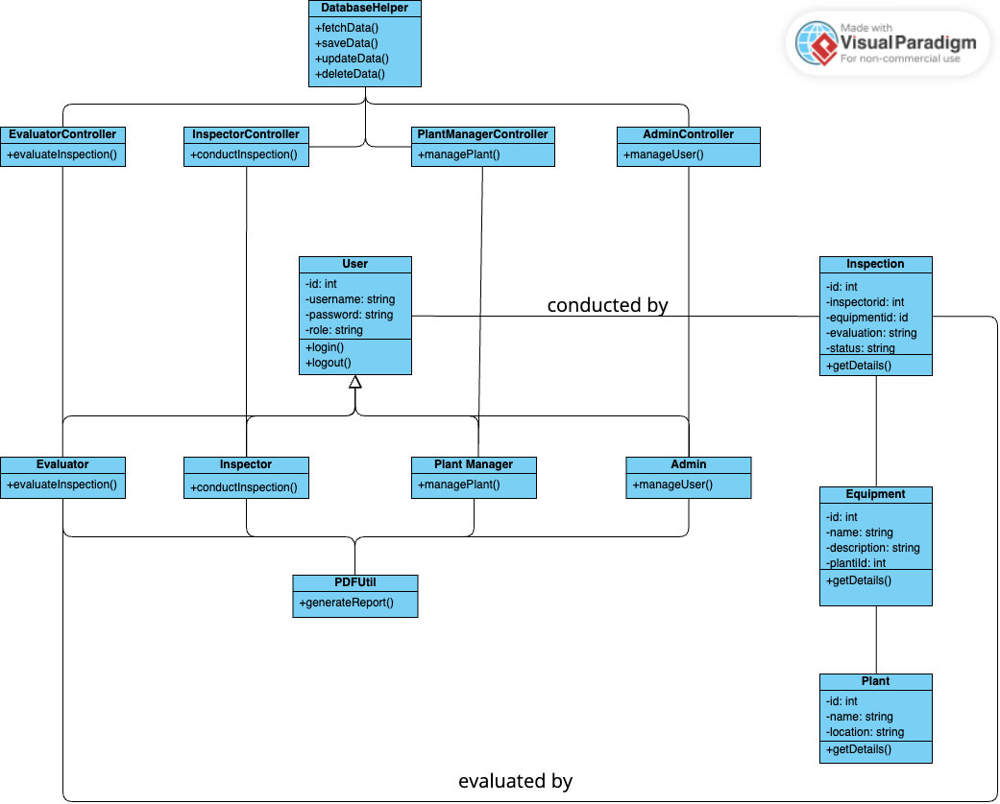 DatabaseHelper
+fetchData()
+saveData()
+updateData()
+deleteData()
Made with
Visual Paradigm
For non-commercial use
EvaluatorController
+evaluateInspection()
InspectorController
+conductInspection()
PlantManagerController
+managePlant()
AdminController
+manageUser()
User
-id: int
-username: string
-password: string
-role: string
+login()
+logout()
conducted by
Inspection
-id: int
-inspectorid: int
-equipmentid: id
-evaluation: string
-status: string
+getDetails()
Evaluator
+evaluateInspection()
Inspector
+conductInspection()
Plant Manager
+managePlant()
Admin
+manageUser()
Equipment
-id: int
-name: string
-description: string
-plantiId: int
+getDetails()
PDFUtil
+generateReport()
Plant
-id: int
-name: string
-location: string
+getDetails()
evaluated by